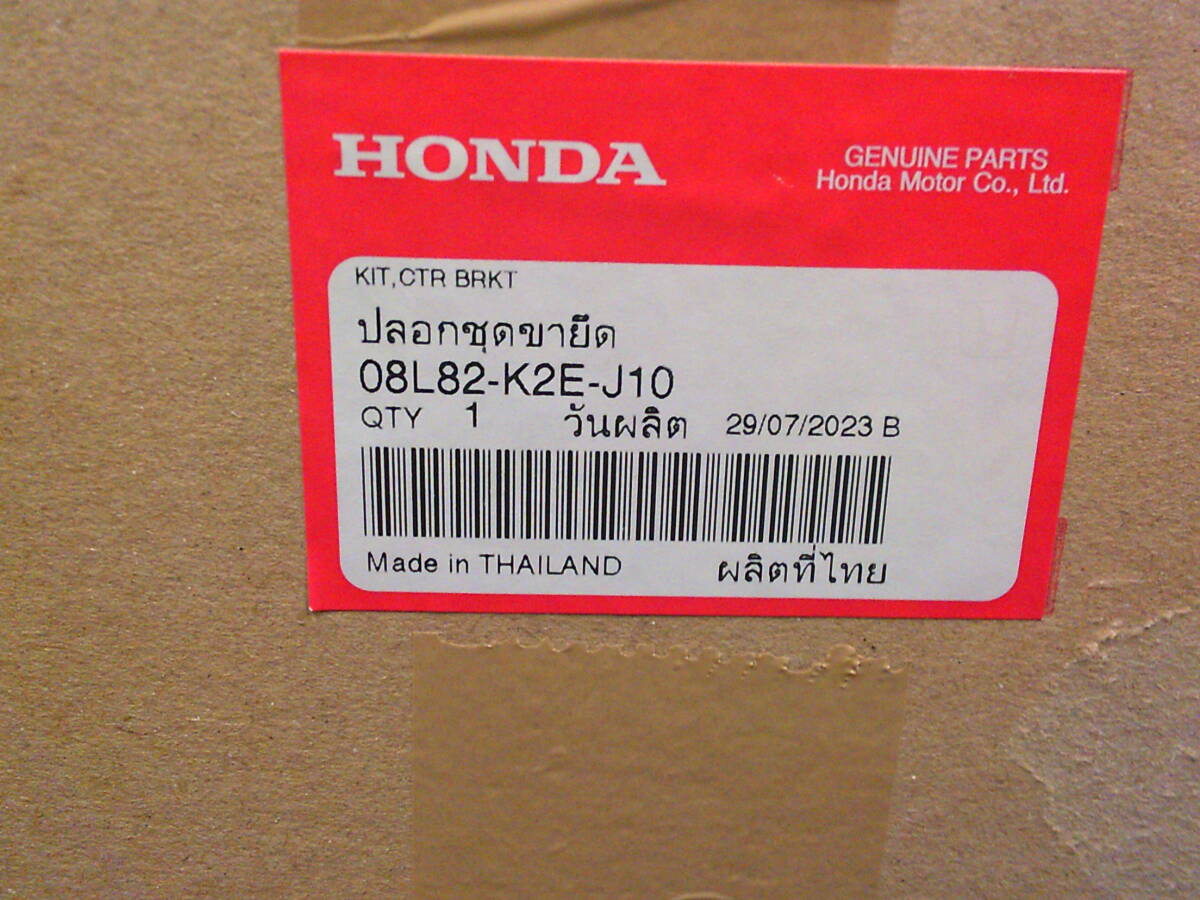 HONDA
GENUINE PARTS
Honda Motor Co., Ltd.
KIT,CTR BRKT
ปลอกชุดขายึด
08L82-K2E-J10
QTY 1 วันผลิต 29/07/2023 B
Made in THAILAND ผลิตที่ไทย